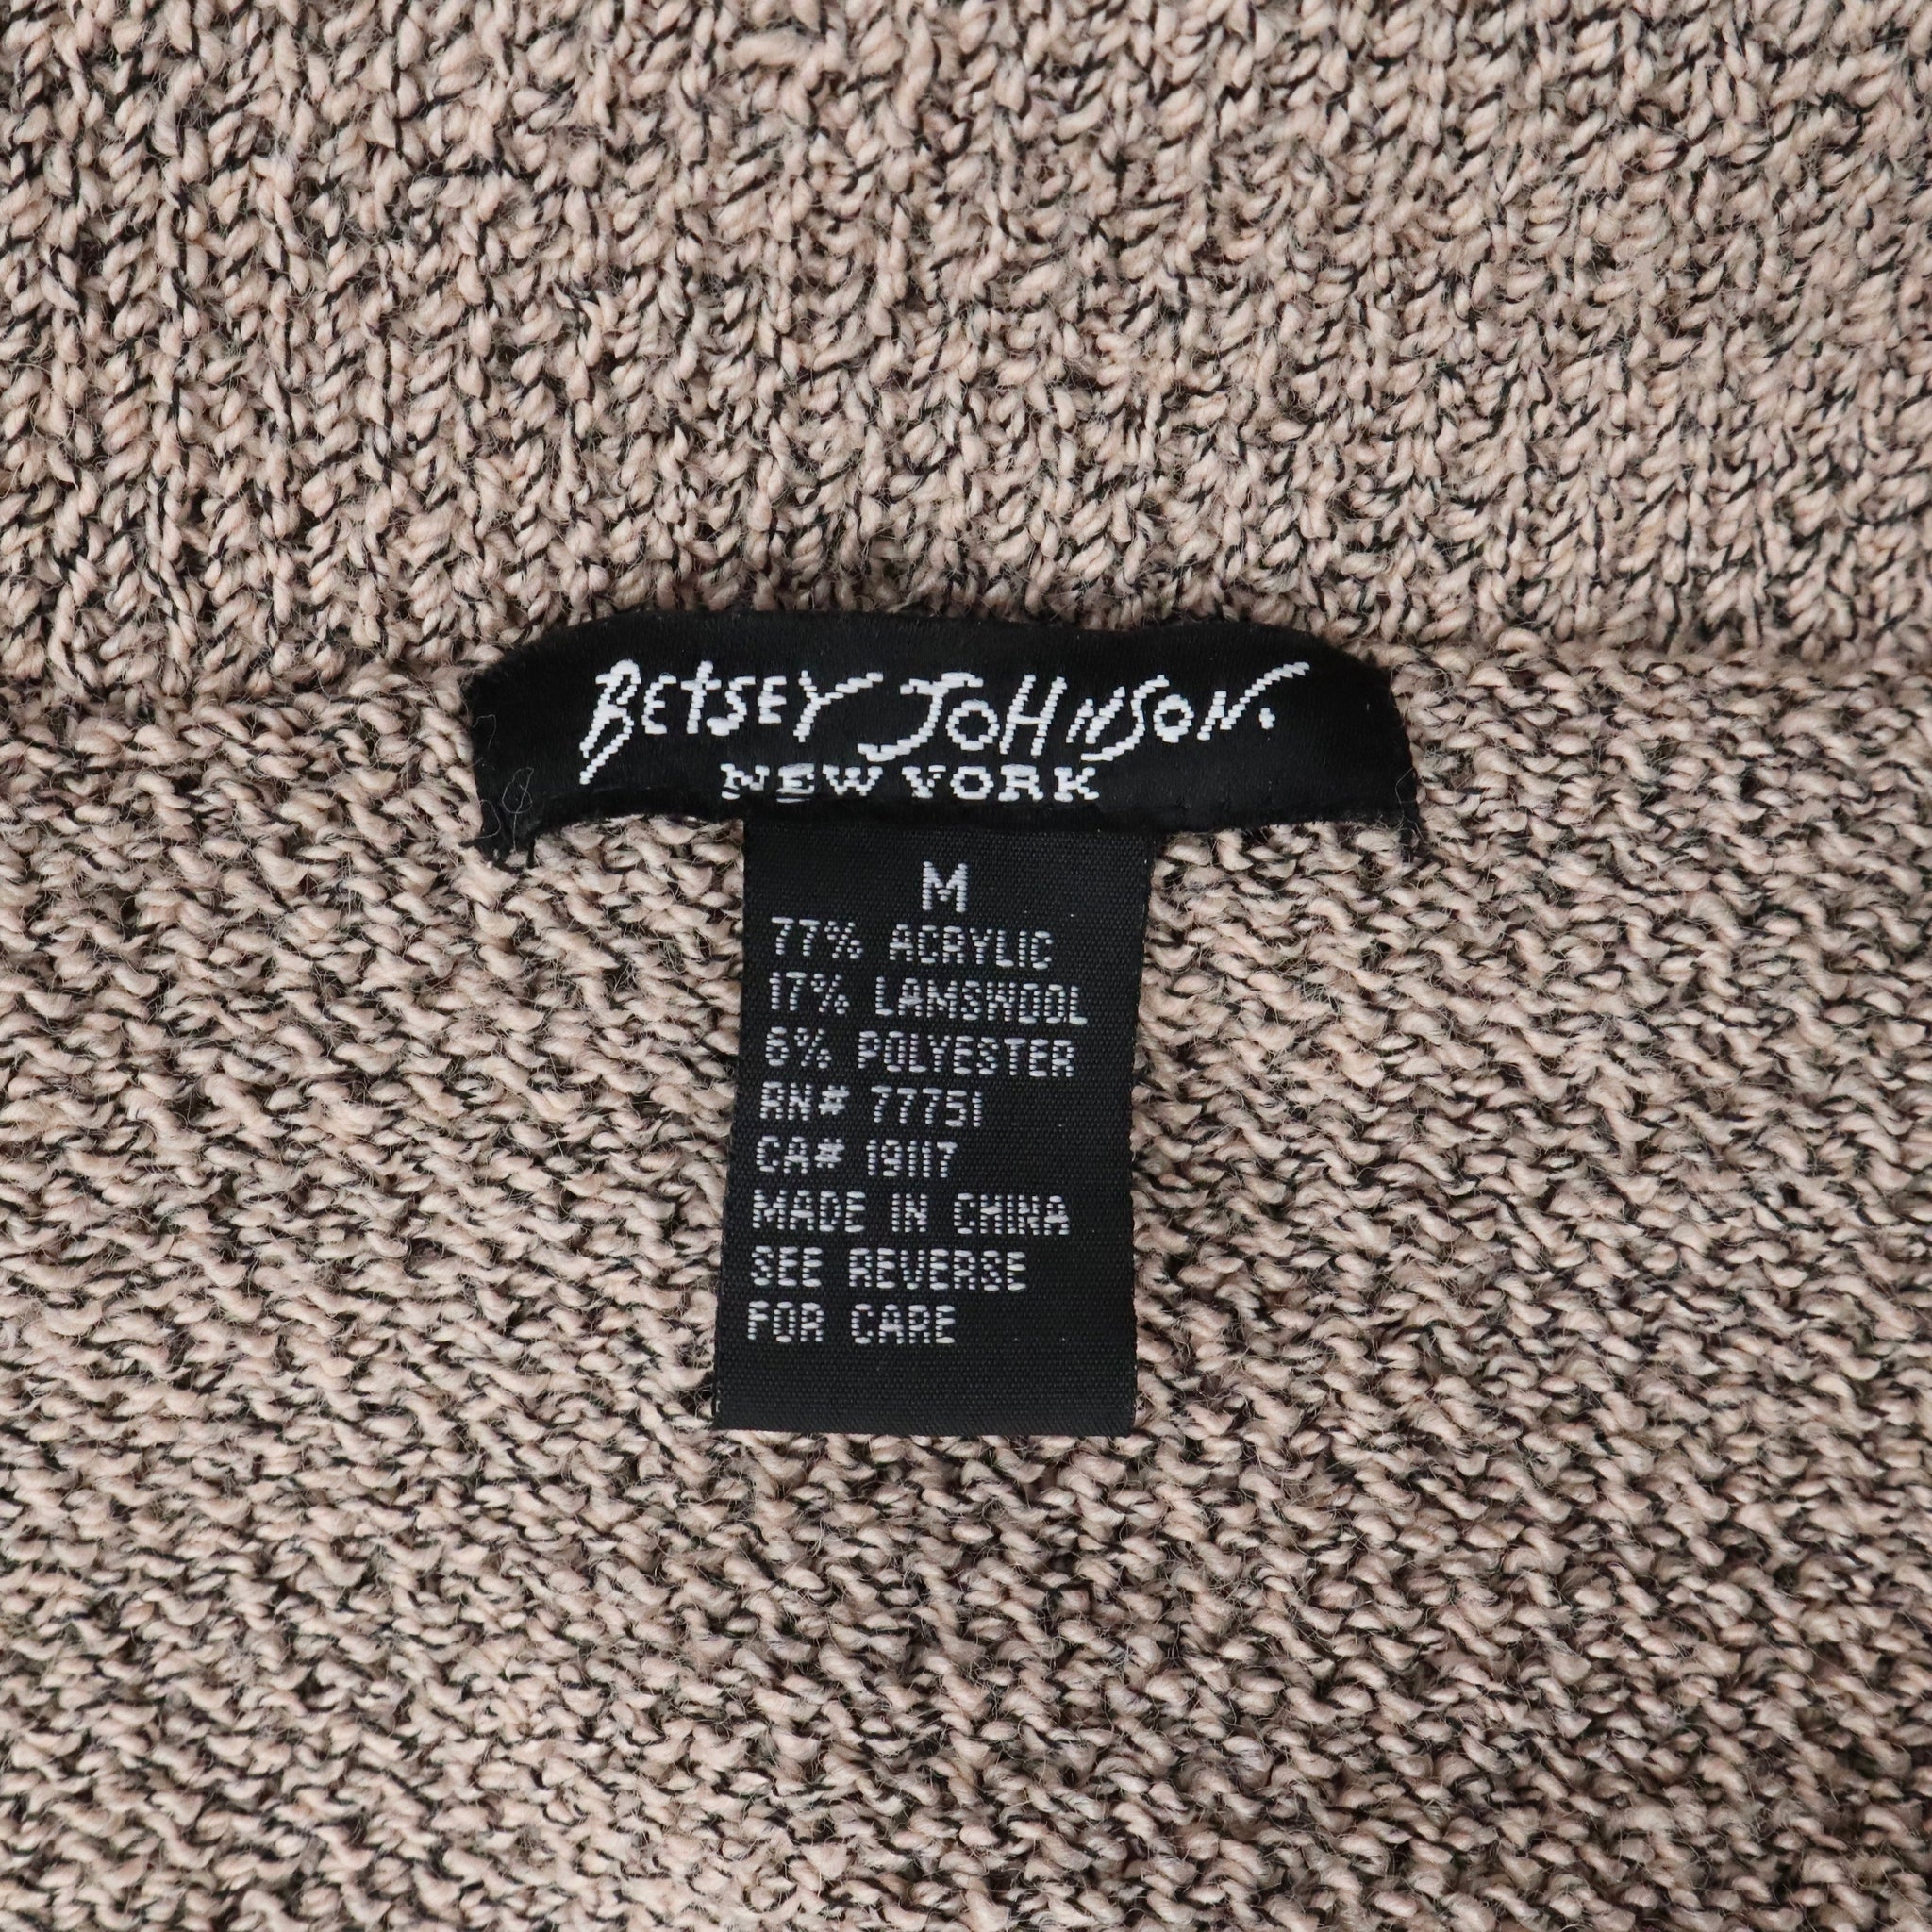 BETSEY JOHNSON.
NEW YORK
M
77% ACRYLIC
17% LAMSWOOL
6% POLYESTER
RN# 77751
CA# 19117
MADE IN CHINA
SEE REVERSE
FOR CARE